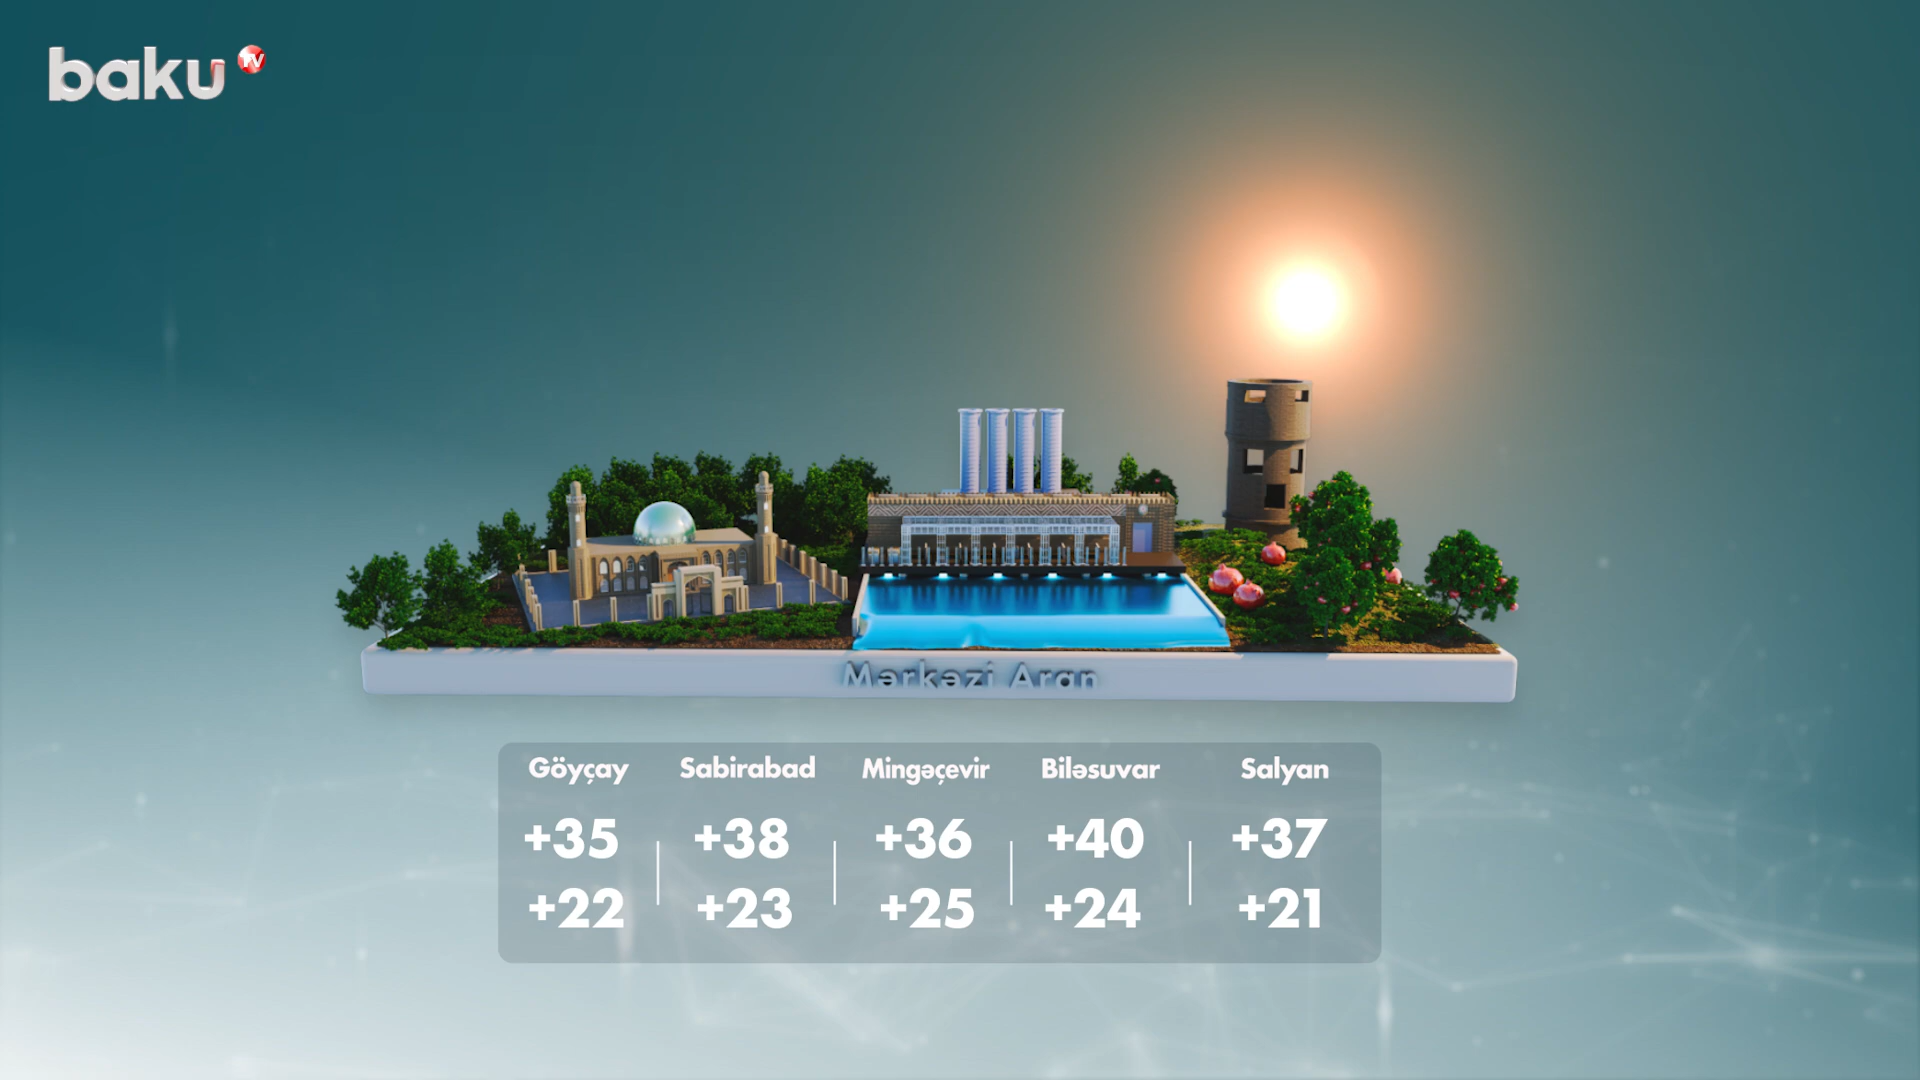 baku TV
Mərkəzi Aran
Göyçay Sabirabad Mingəçevir Biləsuvar Salyan
+35 +38 +36 +40 +37
+22 +23 +25 +24 +21